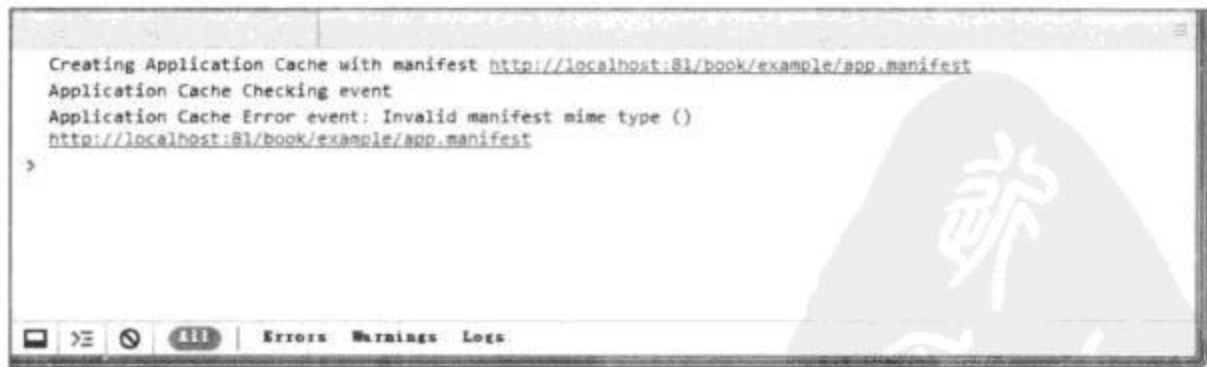 Creating Application Cache with manifest http://localhost:81/book/example/app.manifest
Application Cache Checking event
Application Cache Error event: Invalid manifest mime type ()
http://localhost:81/book/example/app.manifest
>
All Errors Warnings Logs